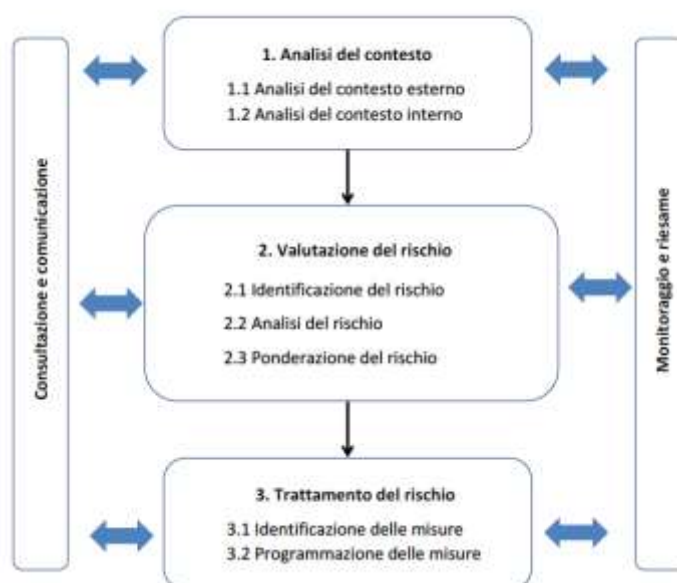 Consultazione e comunicazione
1. Analisi del contesto
1.1 Analisi del contesto esterno
1.2 Analisi del contesto interno
2. Valutazione del rischio
2.1 Identificazione del rischio
2.2 Analisi del rischio
2.3 Ponderazione del rischio
3. Trattamento del rischio
3.1 Identificazione delle misure
3.2 Programmazione delle misure
Monitoraggio e riesame